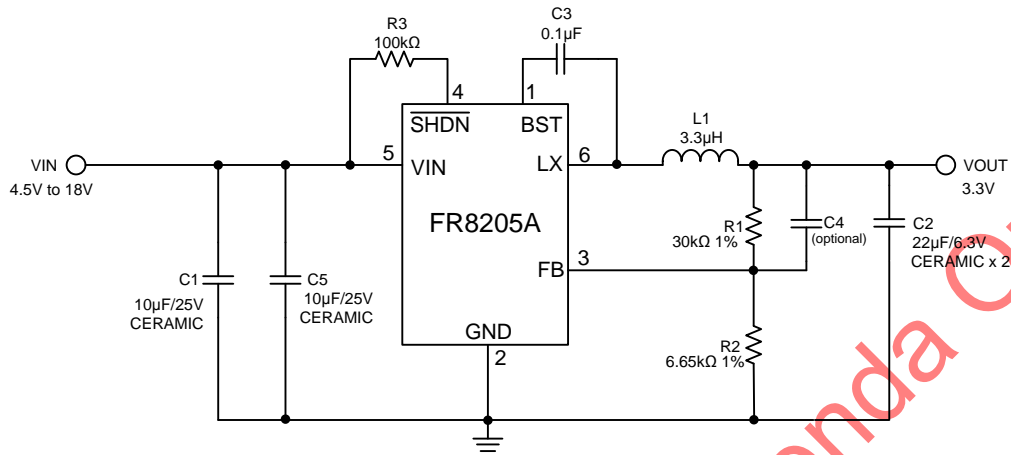 R3
100kΩ
C3
0.1µF
4
1
SHDN
BST
L1
3.3µH
VIN
4.5V to 18V
5
VIN
LX
6
VOUT
3.3V
FR8205A
R1
30kΩ 1%
C4
(optional)
C2
22µF/6.3V
CERAMIC x 2
FB
3
C1
10µF/25V
CERAMIC
C5
10µF/25V
CERAMIC
GND
2
R2
6.65kΩ 1%